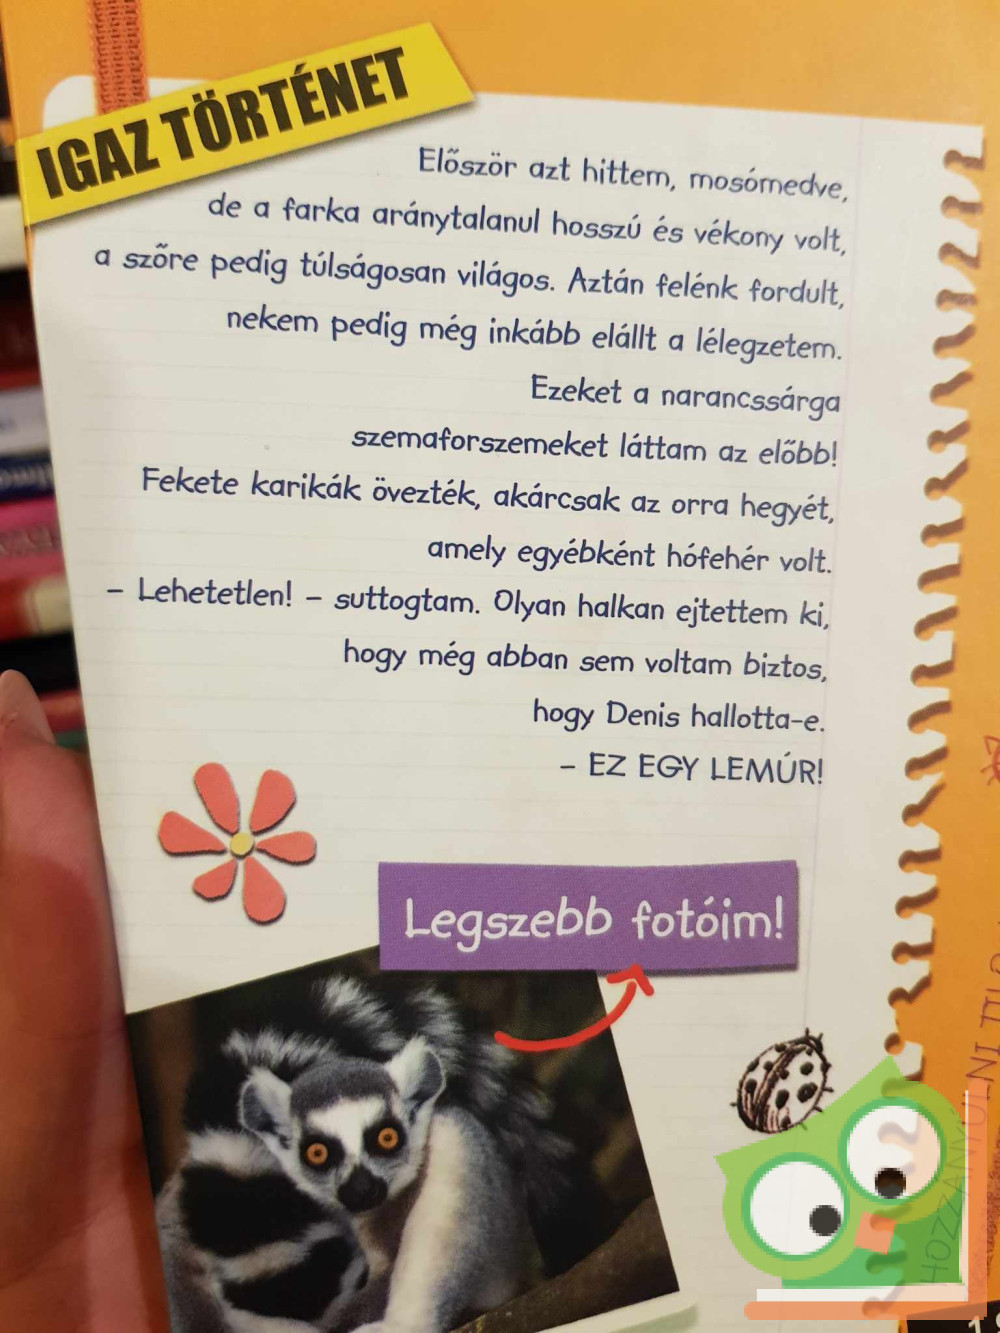 IGAZ TÖRTÉNET
Először azt hittem, mosómedve,
de a farka aránytalanul hosszú és vékony volt,
a szőre pedig túlságosan világos. Aztán felénk fordult,
nekem pedig még inkább elállt a lélegzetem.
Ezeket a narancssárga
szemaforszemeket láttam az előbb!
Fekete karikák övezték, akárcsak az orra hegyét,
amely egyébként hófehér volt.
– Lehetetlen! – suttogtam. Olyan halkan ejtettem ki,
hogy még abban sem voltam biztos,
hogy Denis hallotta-e.
– EZ EGY LEMÚR!
Legszebb fotóim!